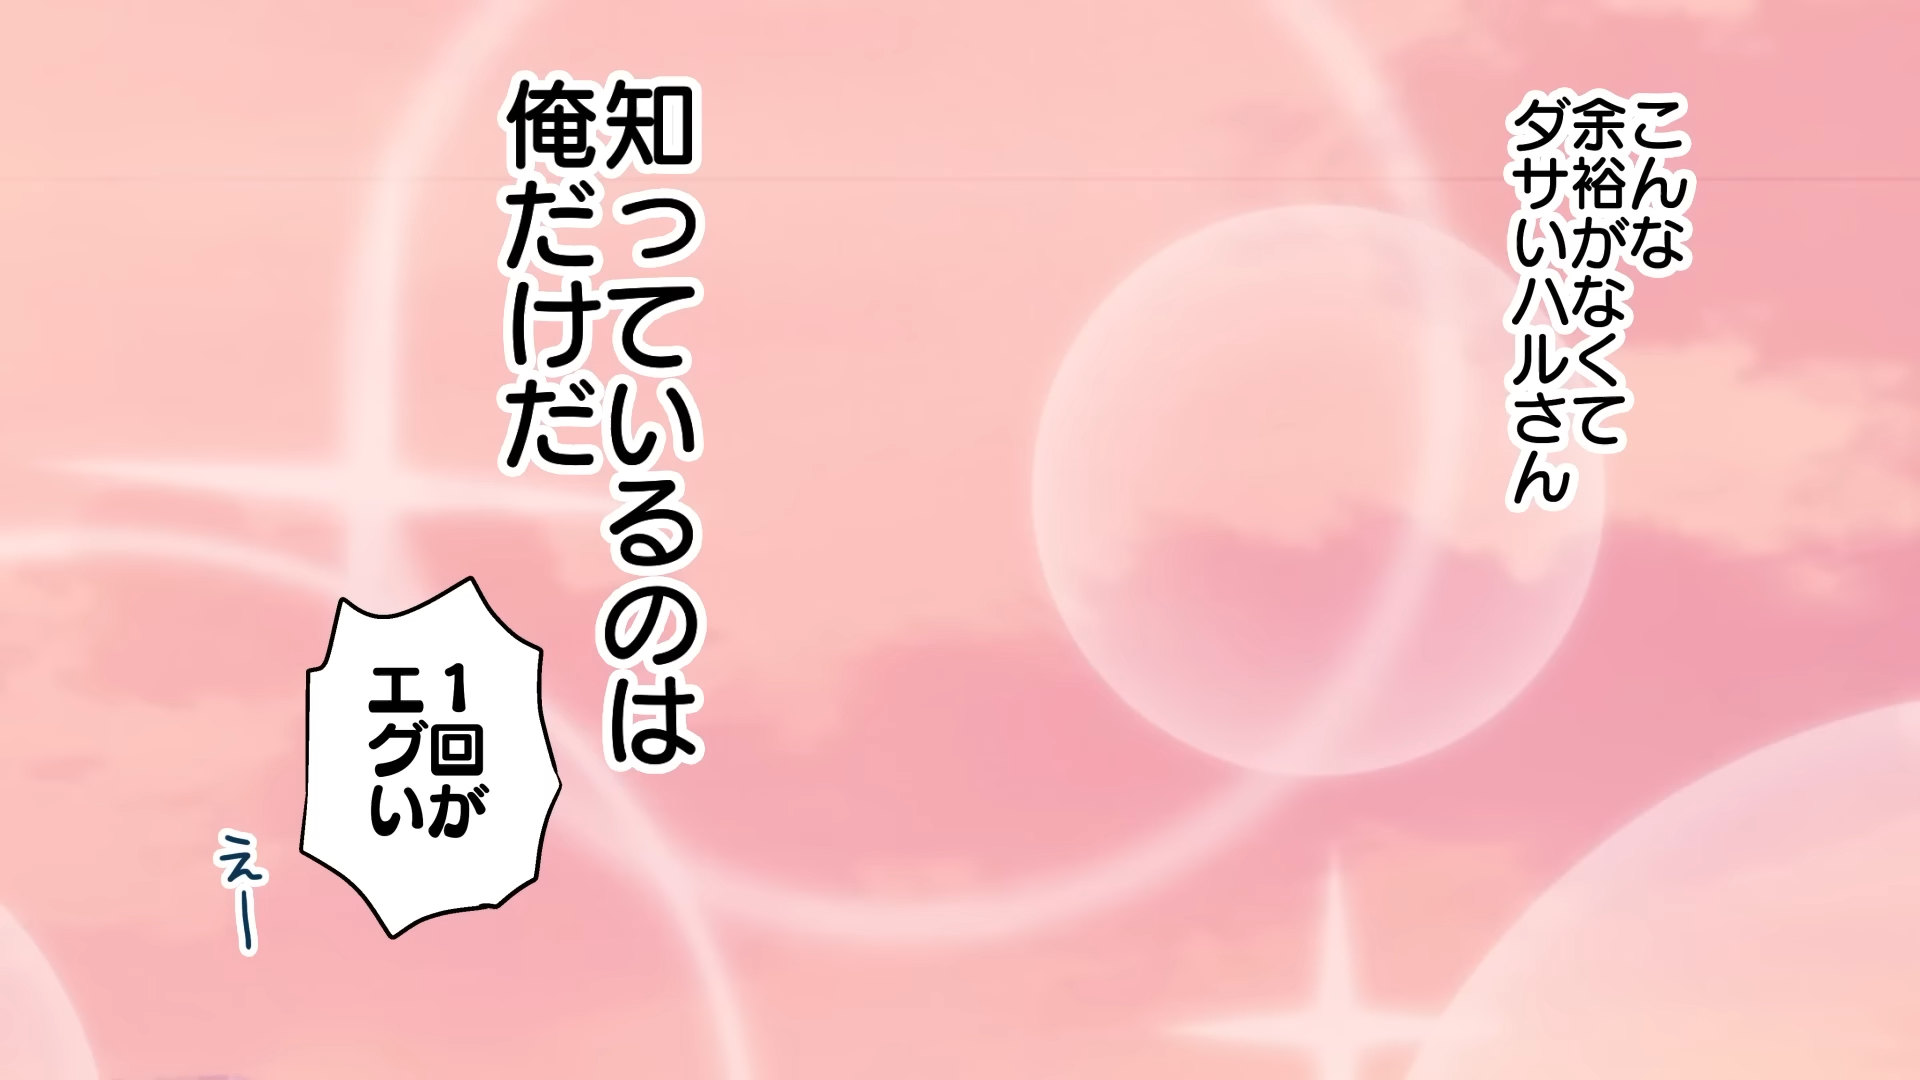 こんな
余裕がなくて
ダサいハルさん
知っているのは
俺だけだ
1回が
エグい
えー